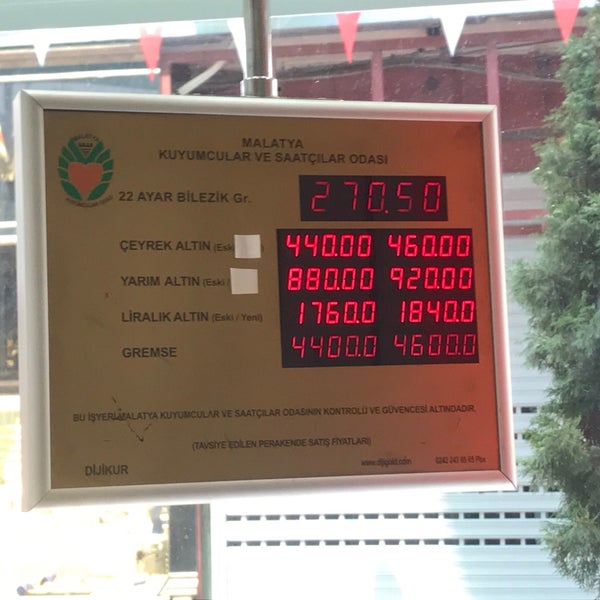 MALATYA
KUYUMCULAR VE SAATÇILAR ODASI
22 AYAR BİLEZİK Gr. 270.50
ÇEYREK ALTIN (Eski 440.00 460.00
YARIM ALTIN (Eski / 880.00 920.00
LİRALIK ALTIN (Eski / Yeni) 1760.0 1840.0
GREMSE 4400.0 4600.0
BU İŞYERİ MALATYA KUYUMCULAR VE SAATÇILAR ODASININ KONTROLÜ VE GÜVENCESİ ALTINDADIR.
(TAVSİYE EDİLEN PERAKENDE SATIŞ FİYATLARI)
DİJİKUR www.dijigold.com